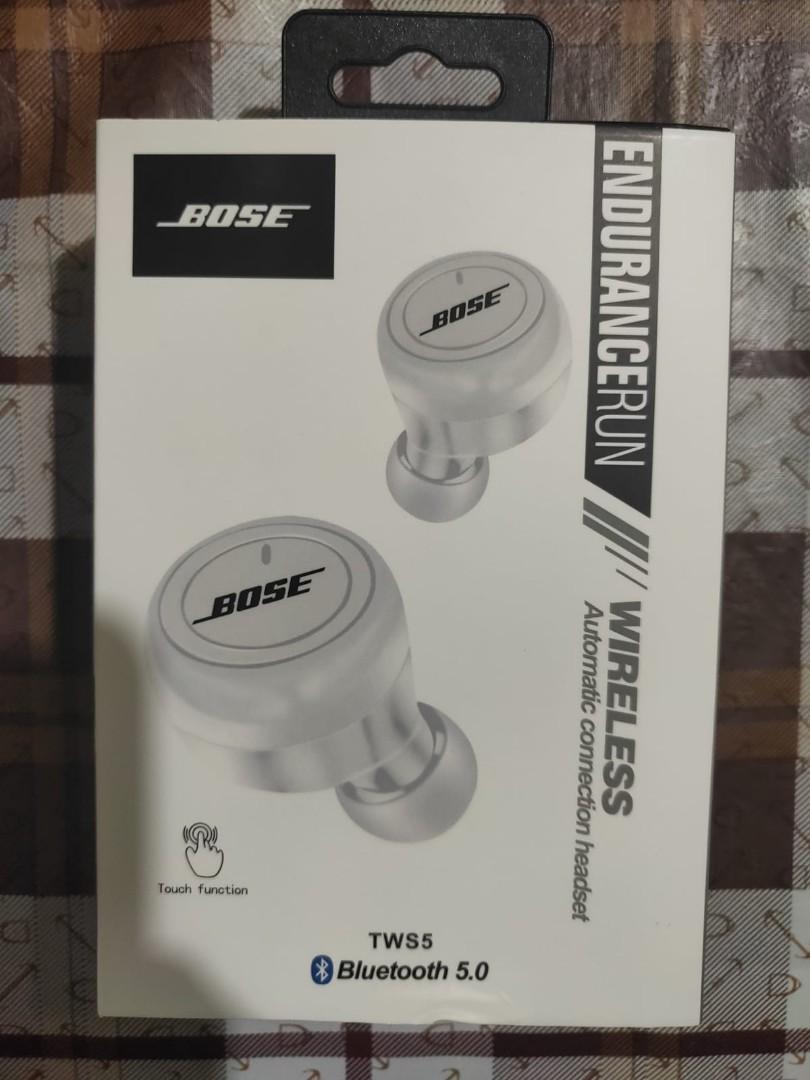 BOSE
BOSE
BOSE
ENDURANCERUN
WIRELESS
Automatic connection headset
Touch function
TWS5
Bluetooth 5.0